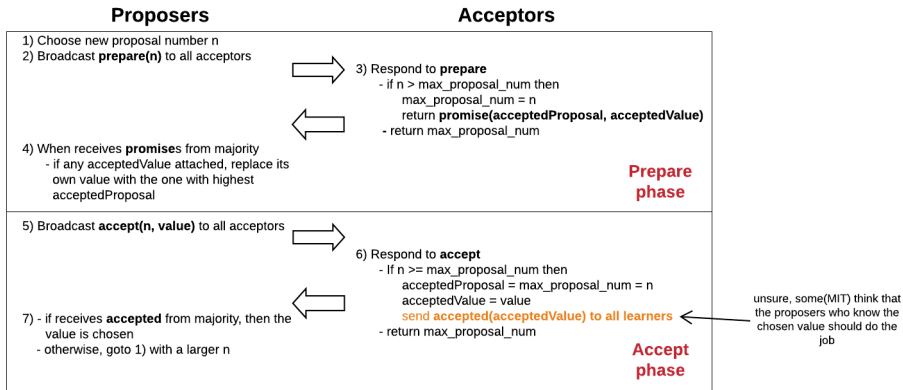 Proposers
Acceptors
1) Choose new proposal number n
2) Broadcast prepare(n) to all acceptors
3) Respond to prepare
- if n > max_proposal_num then
max_proposal_num = n
return promise(acceptedProposal, acceptedValue)
- return max_proposal_num
4) When receives promises from majority
- if any acceptedValue attached, replace its
own value with the one with highest
acceptedProposal
Prepare
phase
5) Broadcast accept(n, value) to all acceptors
6) Respond to accept
- If n >= max_proposal_num then
acceptedProposal = max_proposal_num = n
acceptedValue = value
send accepted(acceptedValue) to all learners
- return max_proposal_num
7) - if receives accepted from majority, then the
value is chosen
- otherwise, goto 1) with a larger n
Accept
phase
unsure, some(MIT) think that
the proposers who know the
chosen value should do the
job